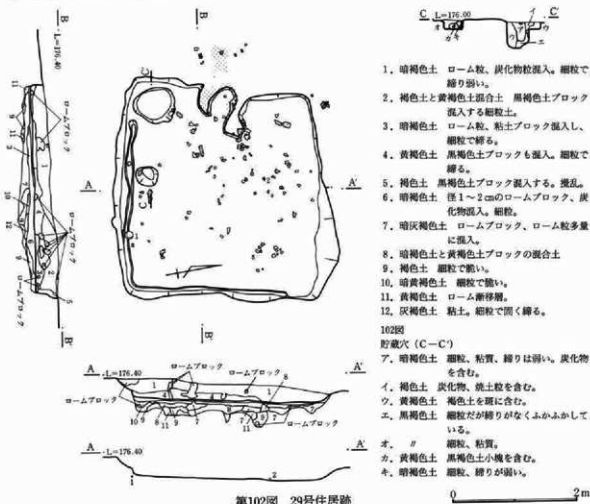 B
B'
L=176.40
C L=176.00 C'
オ
カキ
ウ
エ
イ
ア
ウ
11
ロームブロック
ロームブロック
A
A'
C
C'
1
B'
1．暗褐色土　ローム粒、炭化物粒混入。細粒で
締り弱い。
2．褐色土と黄褐色土混合土　黒褐色土ブロック
混入する細粒土。
3．暗褐色土　ローム粒、粘土ブロック混入し、
細粒で締る。
4．黄褐色土　黒褐色土ブロックも混入。細粒で
締る。
5．褐色土　黒褐色土ブロック混入する。攪乱。
6．暗褐色土　径1～2㎝のロームブロック、炭
化物混入。細粒。
7．暗灰褐色土　ロームブロック、ローム粒多量
に混入。
8．暗褐色土と黄褐色土ブロックの混合土
9．褐色土　細粒で脆い。
10．暗黄褐色土　細粒で脆い。
11．黄褐色土　ローム漸移層。
12．灰褐色土　粘土。細粒で固く締る。
102図
貯蔵穴（C－C'）
ア．暗褐色土　細粒、粘質、締りは弱い。炭化物
を含む。
イ．褐色土　炭化物、焼土粒を含む。
ウ．黄褐色土　褐色土を斑に含む。
エ．黒褐色土　細粒だが締りがなくふかふかして
いる。
オ．　〃　　細粒、粘質。
カ．黄褐色土　黒褐色土小塊を含む。
キ．暗褐色土　細粒、締りが弱い。
A L=176.40 ロームブロック A'
ロームブロック
ロームブロック
10 9 8 11 9 7
A L=176.40 A'
1 2
第102図　29号住居跡
0 2m